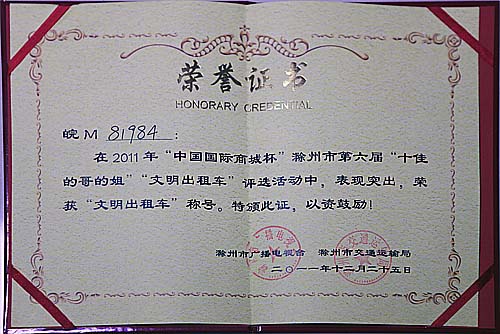 荣誉证书
HONORARY CREDENTIAL
皖M 81984 :
在2011年“中国国际商城杯”滁州市第六届“十佳
的哥的姐”“文明出租车”评选活动中，表现突出，荣
获“文明出租车”称号。特颁此证，以资鼓励！
滁州市广播电视台 滁州市交通运输局
二〇一一年十二月二十五日